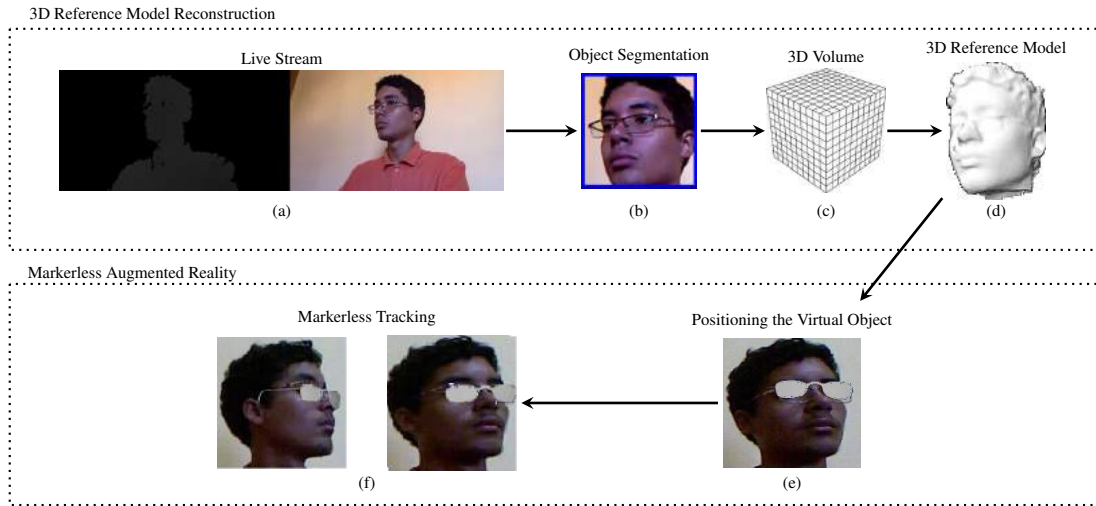 3D Reference Model Reconstruction
Live Stream
Object Segmentation
3D Volume
3D Reference Model
(a)
(b)
(c)
(d)
Markerless Augmented Reality
Markerless Tracking
Positioning the Virtual Object
(f)
(e)